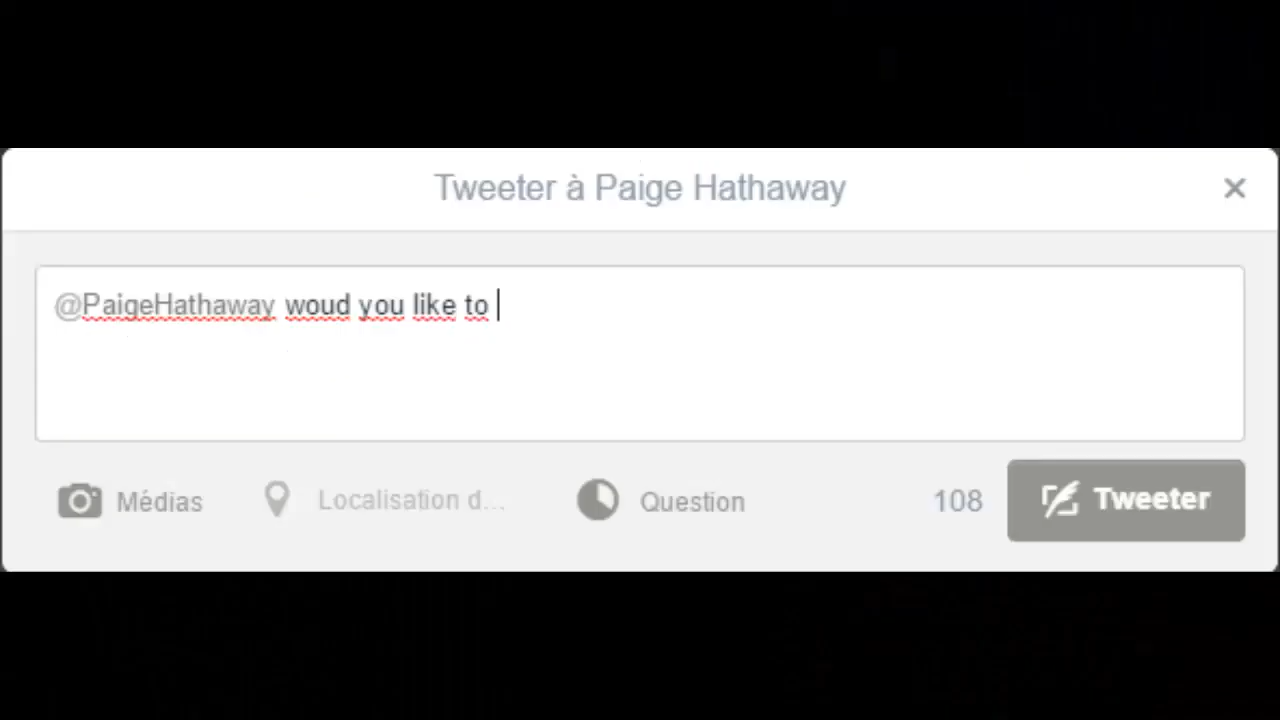 Tweeter à Paige Hathaway
@PaigeHathaway woud you like to
Médias Localisation d... Question 108 Tweeter